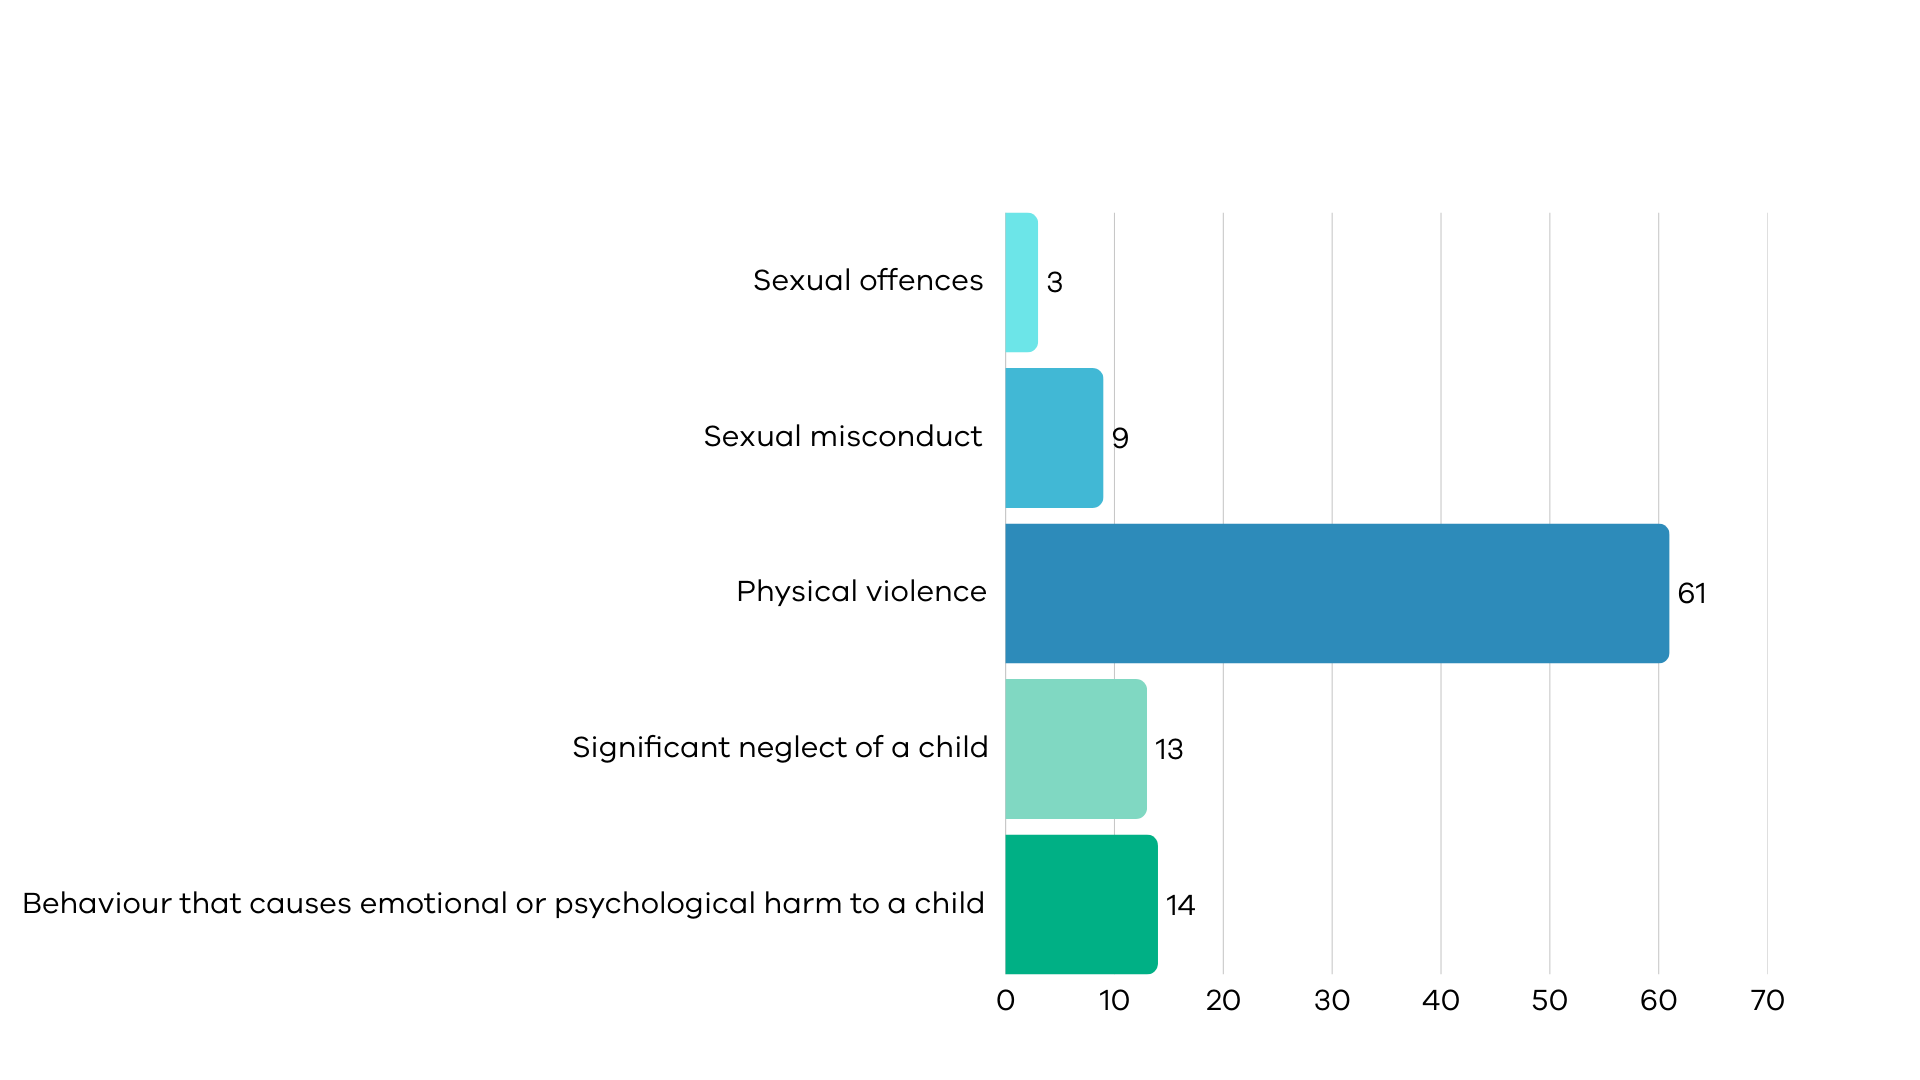 Sexual offences
3
Sexual misconduct
9
Physical violence
61
Significant neglect of a child
13
Behaviour that causes emotional or psychological harm to a child
14
0 10 20 30 40 50 60 70